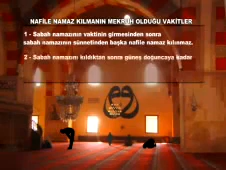 NAFİLE NAMAZ KILMANIN MEKRUH OLDUĞU VAKİTLER
1 - Sabah namazının vaktinin girmesinden sonra
sabah namazının sünnetinden başka nafile namaz kılınmaz.
2 - Sabah namazını kıldıktan sonra güneş doğuncaya kadar